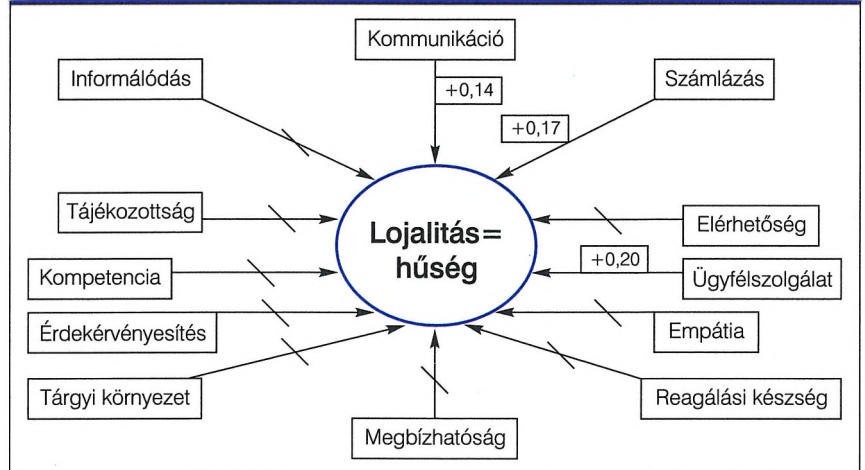 Kommunikáció
Informálódás
Számlázás
+0,14
+0,17
Tájékozottság
Elérhetőség
Lojalitás=
hűség
+0,20
Kompetencia
Ügyfélszolgálat
Érdekérvényesítés
Empátia
Tárgyi környezet
Reagálási készség
Megbízhatóság